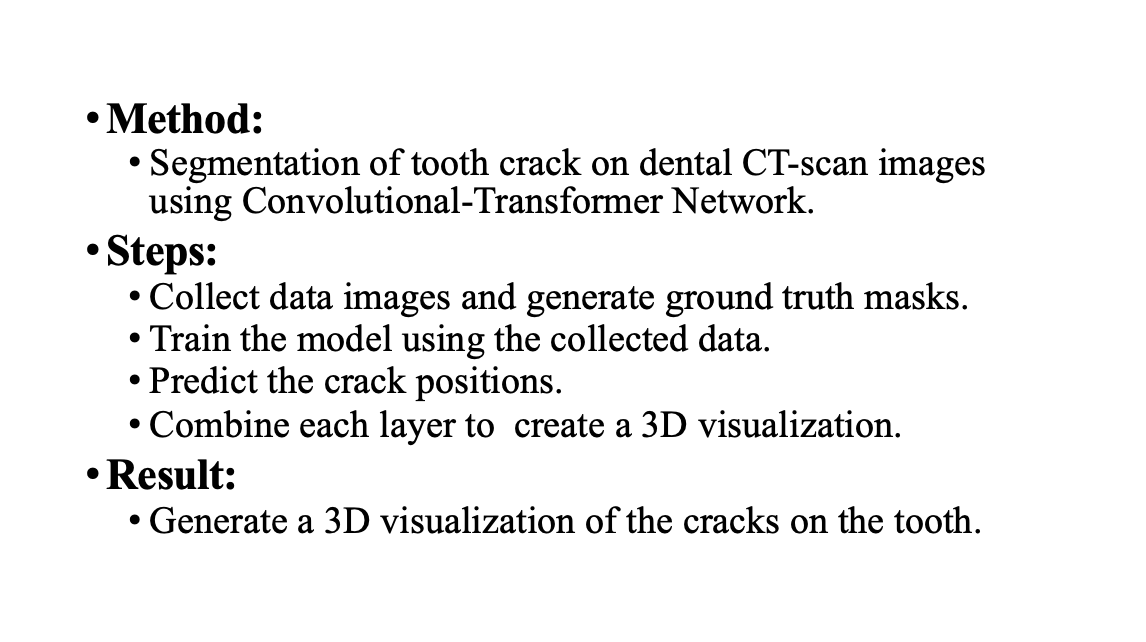 • Method:
• Segmentation of tooth crack on dental CT-scan images
using Convolutional-Transformer Network.
• Steps:
• Collect data images and generate ground truth masks.
• Train the model using the collected data.
• Predict the crack positions.
• Combine each layer to  create a 3D visualization.
• Result:
• Generate a 3D visualization of the cracks on the tooth.